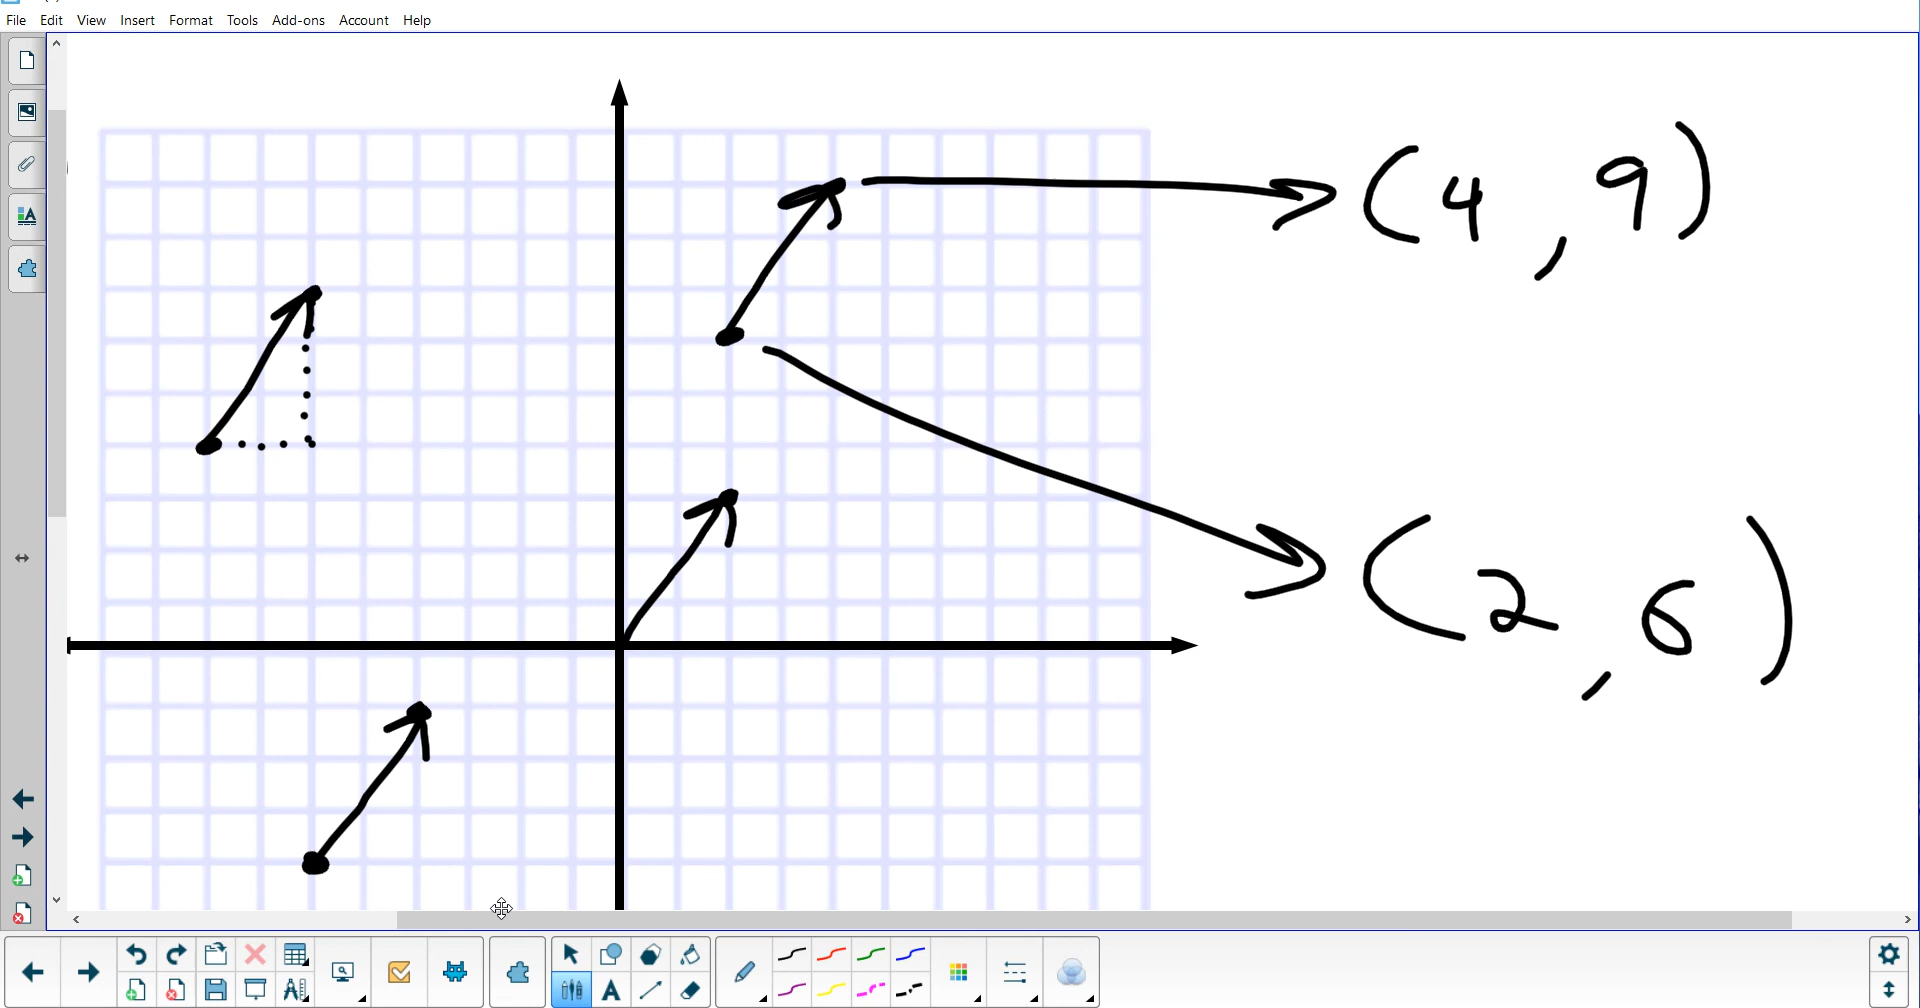 File Edit View Insert Format Tools Add-ons Account Help
(4, 9)
(2, 6)